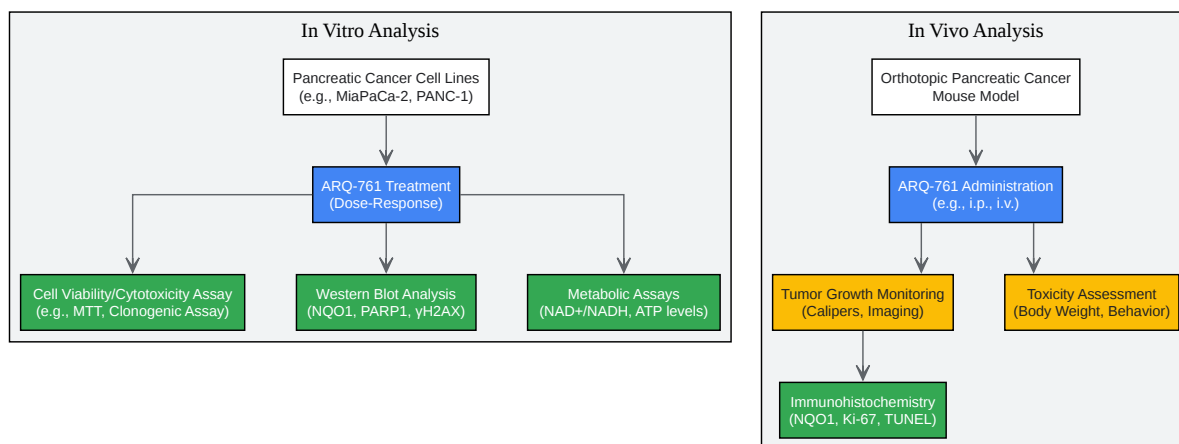 In Vitro Analysis
Pancreatic Cancer Cell Lines
(e.g., MiaPaCa-2, PANC-1)
ARQ-761 Treatment
(Dose-Response)
Cell Viability/Cytotoxicity Assay
(e.g., MTT, Clonogenic Assay)
Western Blot Analysis
(NQO1, PARP1, γH2AX)
Metabolic Assays
(NAD+/NADH, ATP levels)
In Vivo Analysis
Orthotopic Pancreatic Cancer
Mouse Model
ARQ-761 Administration
(e.g., i.p., i.v.)
Tumor Growth Monitoring
(Calipers, Imaging)
Toxicity Assessment
(Body Weight, Behavior)
Immunohistochemistry
(NQO1, Ki-67, TUNEL)